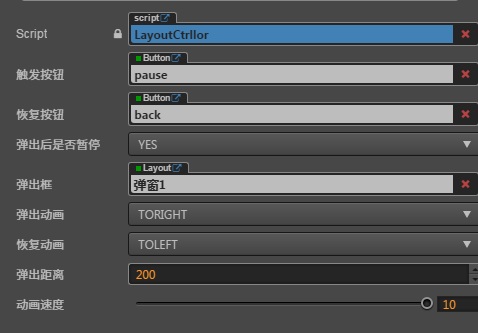 script
Script LayoutCtrllor
Button
触发按钮 pause
Button
恢复按钮 back
弹出后是否暂停 YES
Layout
弹出框 弹窗1
弹出动画 TORIGHT
恢复动画 TOLEFT
弹出距离 200
动画速度 10